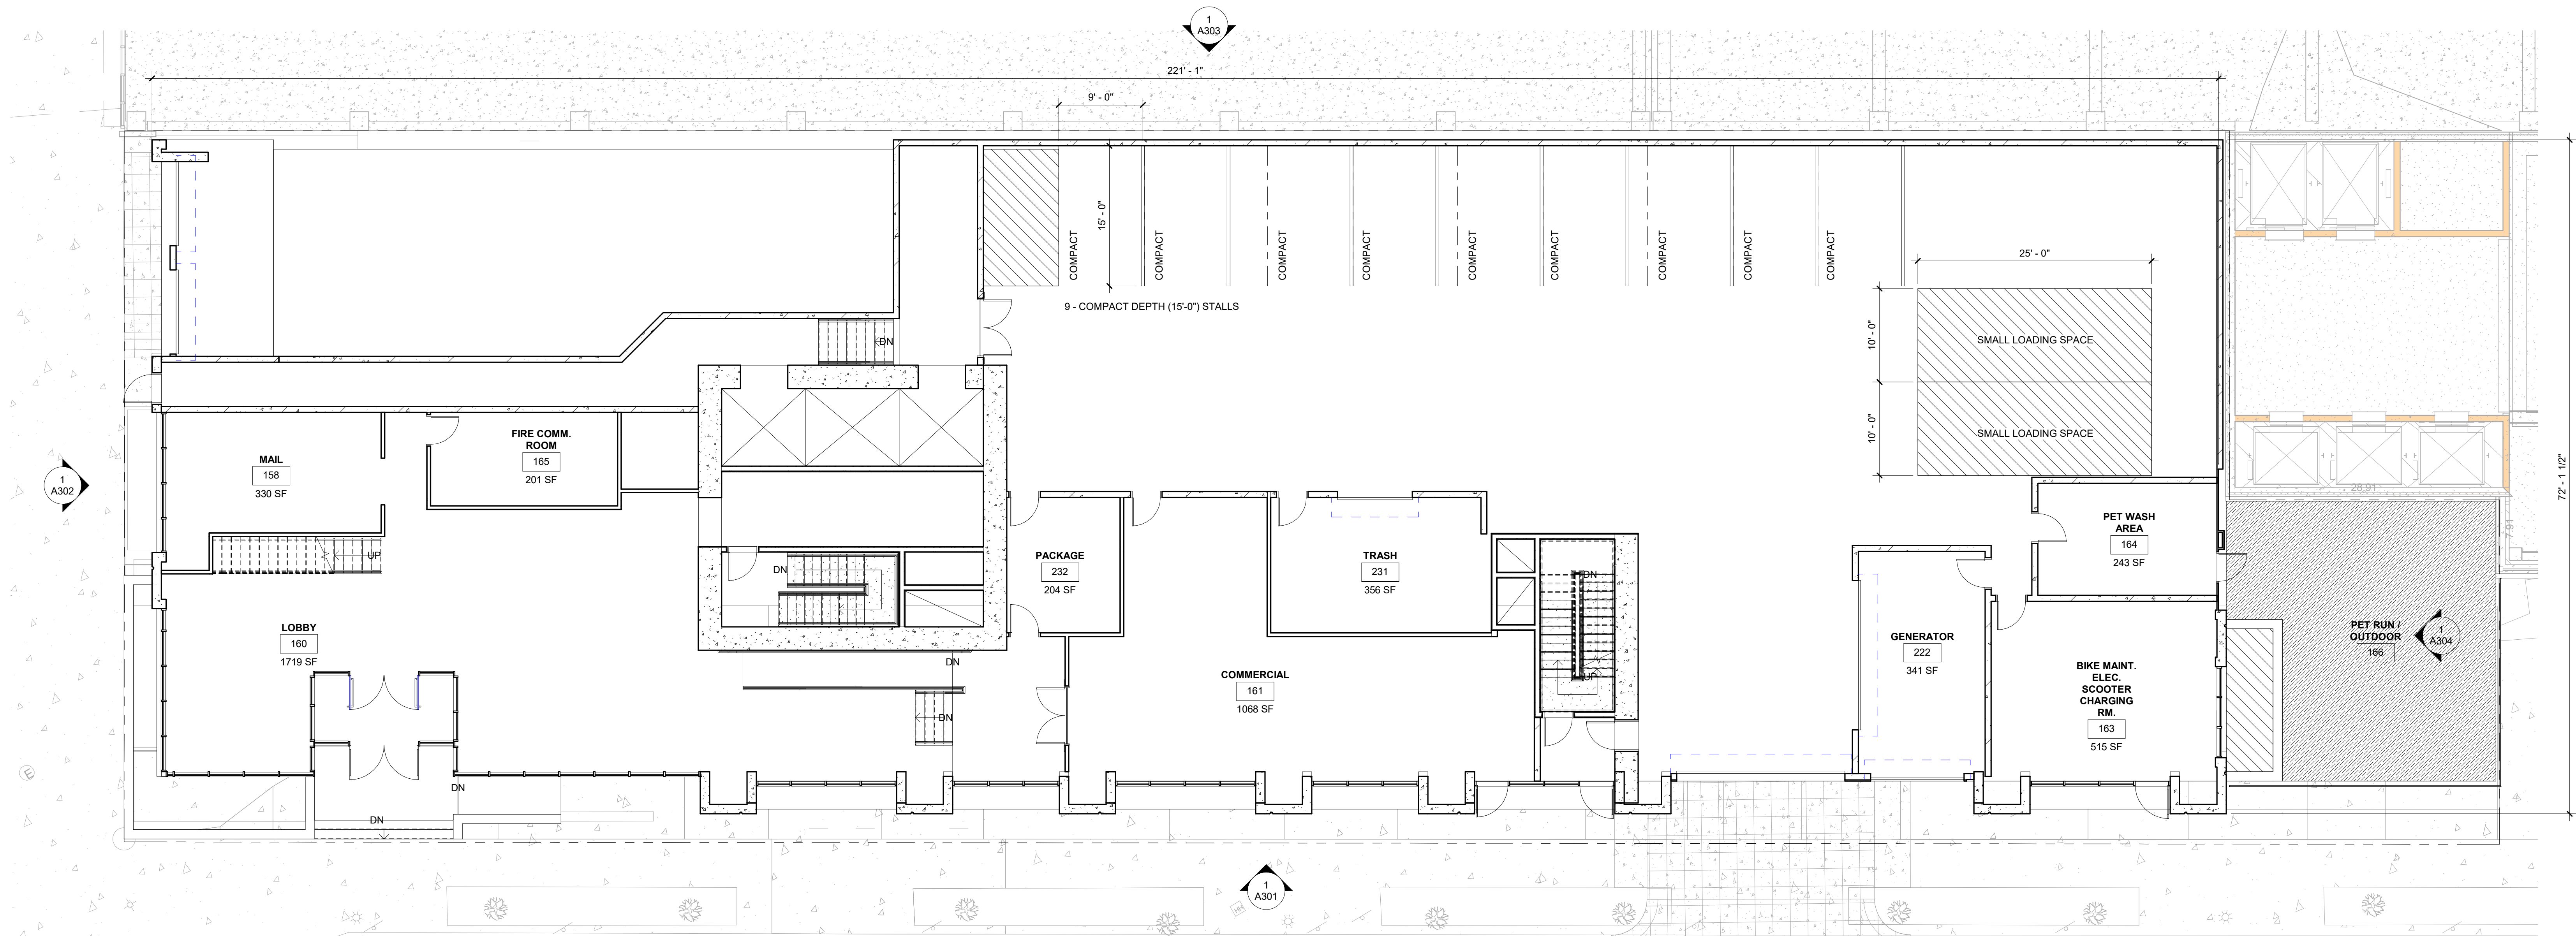 1
A303
221' - 1"
9' - 0"
15' - 0"
COMPACT
COMPACT
COMPACT
COMPACT
COMPACT
COMPACT
COMPACT
COMPACT
COMPACT
9 - COMPACT DEPTH (15'-0") STALLS
25' - 0"
10' - 0"
SMALL LOADING SPACE
10' - 0"
SMALL LOADING SPACE
DN
MAIL
158
330 SF
FIRE COMM.
ROOM
165
201 SF
1
A302
72' - 1 1/2"
28.91
7.91
UP
DN
PACKAGE
232
204 SF
TRASH
231
356 SF
DN
UP
PET WASH
AREA
164
243 SF
LOBBY
160
1719 SF
DN
DN
COMMERCIAL
161
1068 SF
GENERATOR
222
341 SF
BIKE MAINT.
ELEC.
SCOOTER
CHARGING
RM.
163
515 SF
PET RUN /
OUTDOOR
166
1
A304
E
DN
DN
1
A301
HH